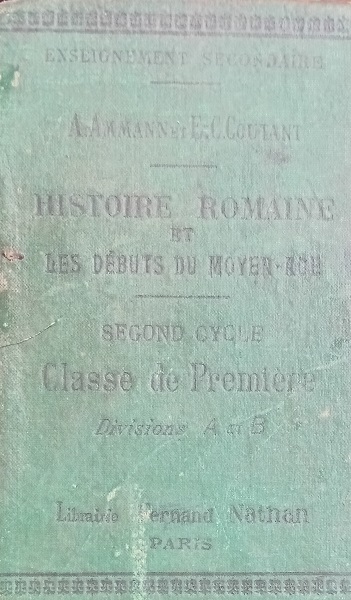 ENSEIGNEMENT SECONDAIRE
A. AMMANN ET E.-C. COUTANT
HISTOIRE ROMAINE
ET
LES DÉBUTS DU MOYEN-AGE
SECOND CYCLE
Classe de Première
Divisions A ET B
Librairie Fernand Nathan
PARIS